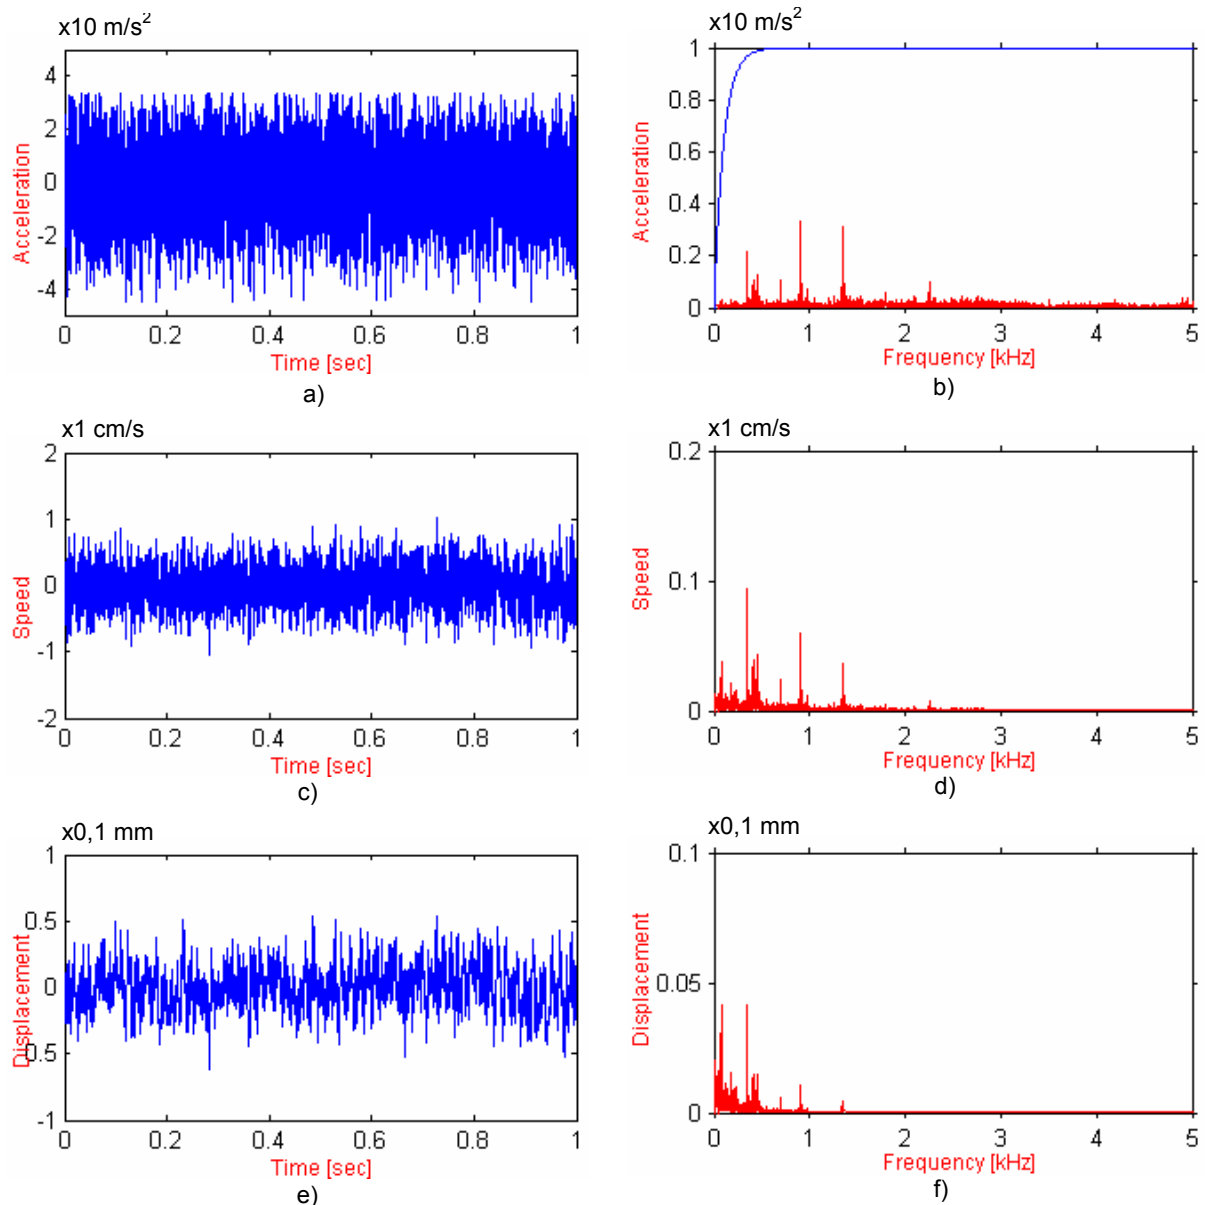 x10 m/s²
4
2
0
-2
-4
Acceleration
0 0.2 0.4 0.6 0.8 1
Time [sec]
a)
x10 m/s²
1
0.8
0.6
0.4
0.2
0
Acceleration
0 1 2 3 4 5
Frequency [kHz]
b)
x1 cm/s
2
1
0
-1
-2
Speed
0 0.2 0.4 0.6 0.8 1
Time [sec]
c)
x1 cm/s
0.2
0.1
0
Speed
0 1 2 3 4 5
Frequency [kHz]
d)
x0,1 mm
1
0.5
0
0.5
-1
Displacement
0 0.2 0.4 0.6 0.8 1
Time [sec]
e)
x0,1 mm
0.1
0.05
0
Displacement
0 1 2 3 4 5
Frequency [kHz]
f)